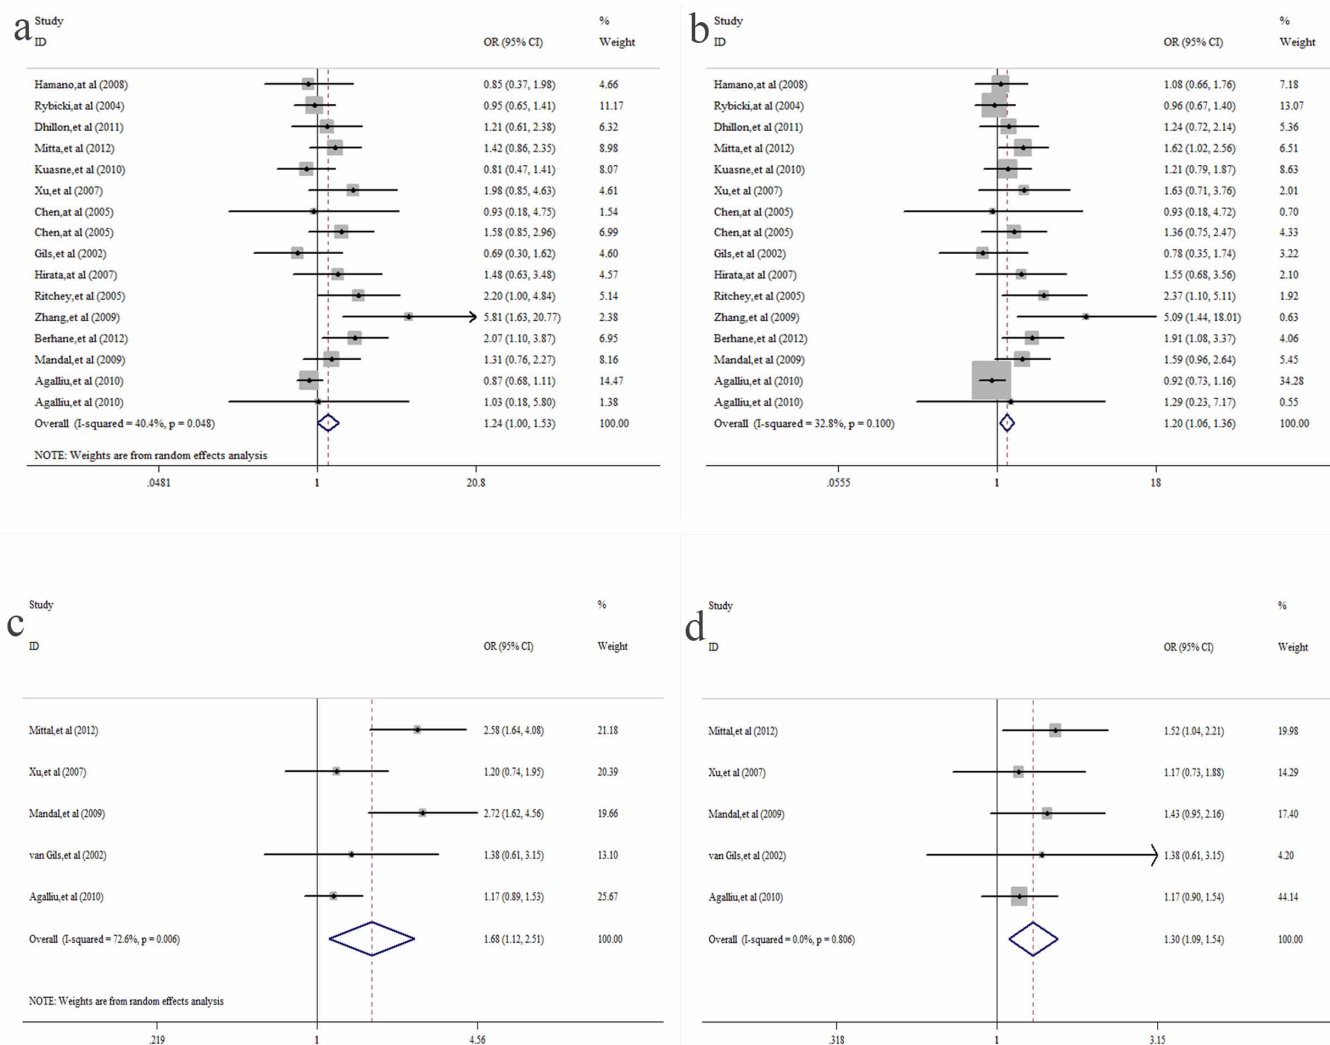 a
Study %
ID OR (95% CI) Weight
Hamano,at al (2008) 0.85 (0.37, 1.98) 4.66
Rybicki,at al (2004) 0.95 (0.65, 1.41) 11.17
Dhillon,et al (2011) 1.21 (0.61, 2.38) 6.32
Mitta,et al (2012) 1.42 (0.86, 2.35) 8.98
Kuasne,et al (2010) 0.81 (0.47, 1.41) 8.07
Xu,et al (2007) 1.98 (0.85, 4.63) 4.61
Chen,at al (2005) 0.93 (0.18, 4.75) 1.54
Chen,at al (2005) 1.58 (0.85, 2.96) 6.99
Gils,et al (2002) 0.69 (0.30, 1.62) 4.60
Hirata,at al (2007) 1.48 (0.63, 3.48) 4.57
Ritchey,et al (2005) 2.20 (1.00, 4.84) 5.14
Zhang,et al (2009) 5.81 (1.63, 20.77) 2.38
Berhane,et al (2012) 2.07 (1.10, 3.87) 6.95
Mandal,et al (2009) 1.31 (0.76, 2.27) 8.16
Agalliu,et al (2010) 0.87 (0.68, 1.11) 14.47
Agalliu,et al (2010) 1.03 (0.18, 5.80) 1.38
Overall (I-squared = 40.4%, p = 0.048) 1.24 (1.00, 1.53) 100.00
NOTE: Weights are from random effects analysis
.0481 1 20.8
b
Study %
ID OR (95% CI) Weight
Hamano,at al (2008) 1.08 (0.66, 1.76) 7.18
Rybicki,at al (2004) 0.96 (0.67, 1.40) 13.07
Dhillon,et al (2011) 1.24 (0.72, 2.14) 5.36
Mitta,et al (2012) 1.62 (1.02, 2.56) 6.51
Kuasne,et al (2010) 1.21 (0.79, 1.87) 8.63
Xu,et al (2007) 1.63 (0.71, 3.76) 2.01
Chen,at al (2005) 0.93 (0.18, 4.72) 0.70
Chen,at al (2005) 1.36 (0.75, 2.47) 4.33
Gils,et al (2002) 0.78 (0.35, 1.74) 3.22
Hirata,at al (2007) 1.55 (0.68, 3.56) 2.10
Ritchey,et al (2005) 2.37 (1.10, 5.11) 1.92
Zhang,et al (2009) 5.09 (1.44, 18.01) 0.63
Berhane,et al (2012) 1.91 (1.08, 3.37) 4.06
Mandal,et al (2009) 1.59 (0.96, 2.64) 5.45
Agalliu,et al (2010) 0.92 (0.73, 1.16) 34.28
Agalliu,et al (2010) 1.29 (0.23, 7.17) 0.55
Overall (I-squared = 32.8%, p = 0.100) 1.20 (1.06, 1.36) 100.00
.0555 1 18
c
Study %
ID OR (95% CI) Weight
Mittal,et al (2012) 2.58 (1.64, 4.08) 21.18
Xu,et al (2007) 1.20 (0.74, 1.95) 20.39
Mandal,et al (2009) 2.72 (1.62, 4.56) 19.66
van Gils,et al (2002) 1.38 (0.61, 3.15) 13.10
Agalliu,et al (2010) 1.17 (0.89, 1.53) 25.67
Overall (I-squared = 72.6%, p = 0.006) 1.68 (1.12, 2.51) 100.00
NOTE: Weights are from random effects analysis
.219 1 4.56
d
Study %
ID OR (95% CI) Weight
Mittal,et al (2012) 1.52 (1.04, 2.21) 19.98
Xu,et al (2007) 1.17 (0.73, 1.88) 14.29
Mandal,et al (2009) 1.43 (0.95, 2.16) 17.40
van Gils,et al (2002) 1.38 (0.61, 3.15) 4.20
Agalliu,et al (2010) 1.17 (0.90, 1.54) 44.14
Overall (I-squared = 0.0%, p = 0.806) 1.30 (1.09, 1.54) 100.00
.318 1 3.15